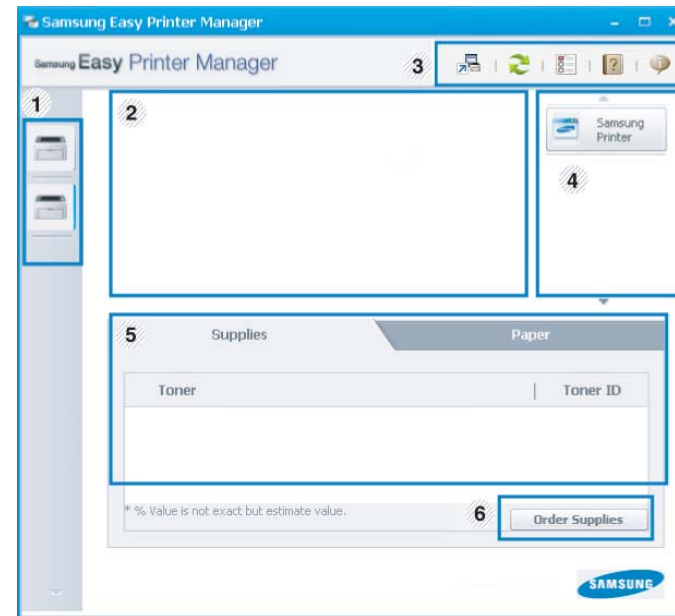 Samsung Easy Printer Manager
Samsung Easy Printer Manager
3
1
2
Samsung
Printer
4
5
Supplies
Paper
Toner
Toner ID
* % Value is not exact but estimate value.
6
Order Supplies
SAMSUNG